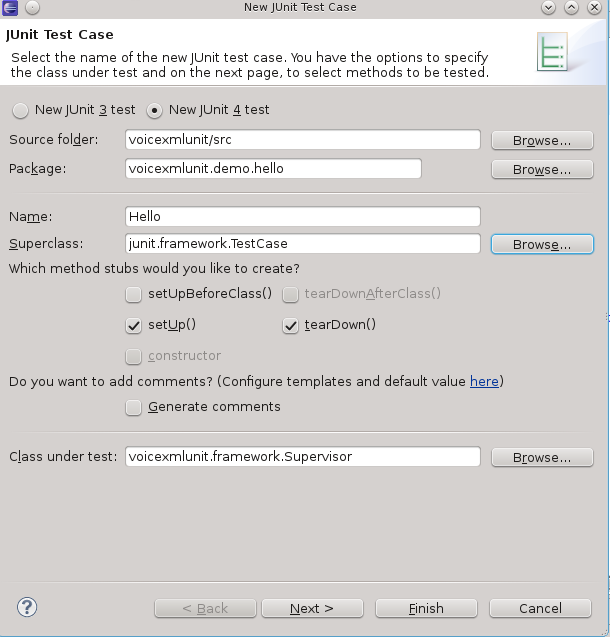 New JUnit Test Case
JUnit Test Case
Select the name of the new JUnit test case. You have the options to specify
the class under test and on the next page, to select methods to be tested.
New JUnit 3 test New JUnit 4 test
Source folder: voicexmlunit/src Browse...
Package: voicexmlunit.demo.hello Browse...
Name: Hello
Superclass: junit.framework.TestCase Browse...
Which method stubs would you like to create?
setUpBeforeClass() tearDownAfterClass()
setUp() tearDown()
constructor
Do you want to add comments? (Configure templates and default value here)
Generate comments
Class under test: voicexmlunit.framework.Supervisor Browse...
? < Back Next > Finish Cancel